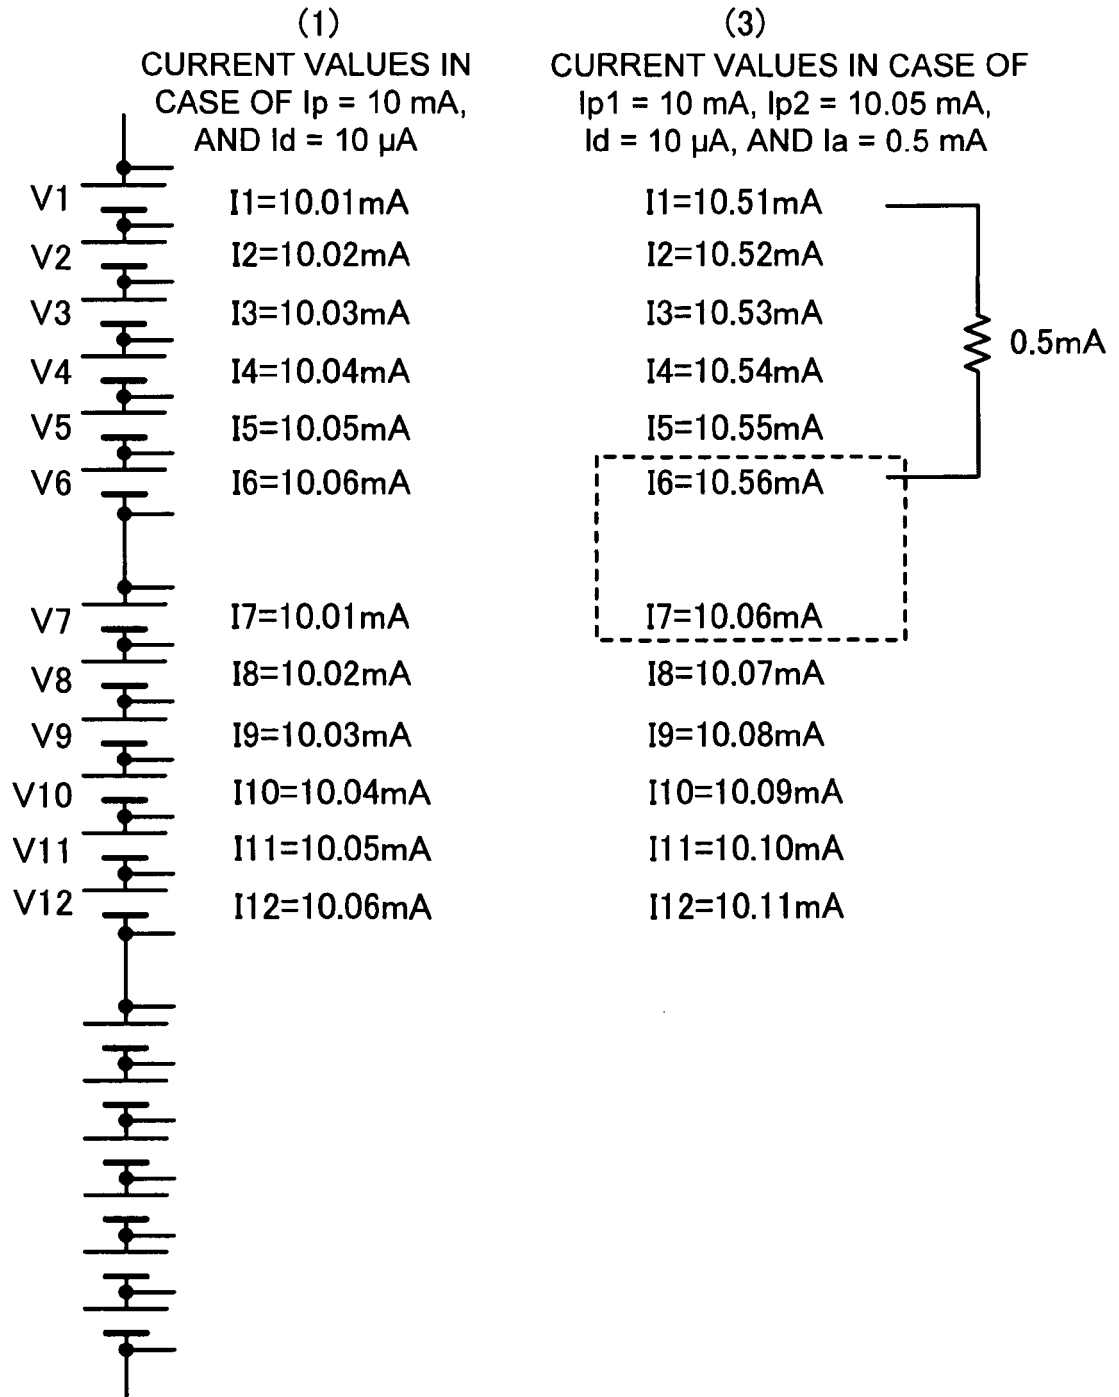 (1)
CURRENT VALUES IN
CASE OF Ip = 10 mA,
AND Id = 10 µA
(3)
CURRENT VALUES IN CASE OF
Ip1 = 10 mA, Ip2 = 10.05 mA,
Id = 10 µA, AND Ia = 0.5 mA
V1 I1=10.01mA I1=10.51mA
V2 I2=10.02mA I2=10.52mA
V3 I3=10.03mA I3=10.53mA
0.5mA
V4 I4=10.04mA I4=10.54mA
V5 I5=10.05mA I5=10.55mA
V6 I6=10.06mA I6=10.56mA
V7 I7=10.01mA I7=10.06mA
V8 I8=10.02mA I8=10.07mA
V9 I9=10.03mA I9=10.08mA
V10 I10=10.04mA I10=10.09mA
V11 I11=10.05mA I11=10.10mA
V12 I12=10.06mA I12=10.11mA